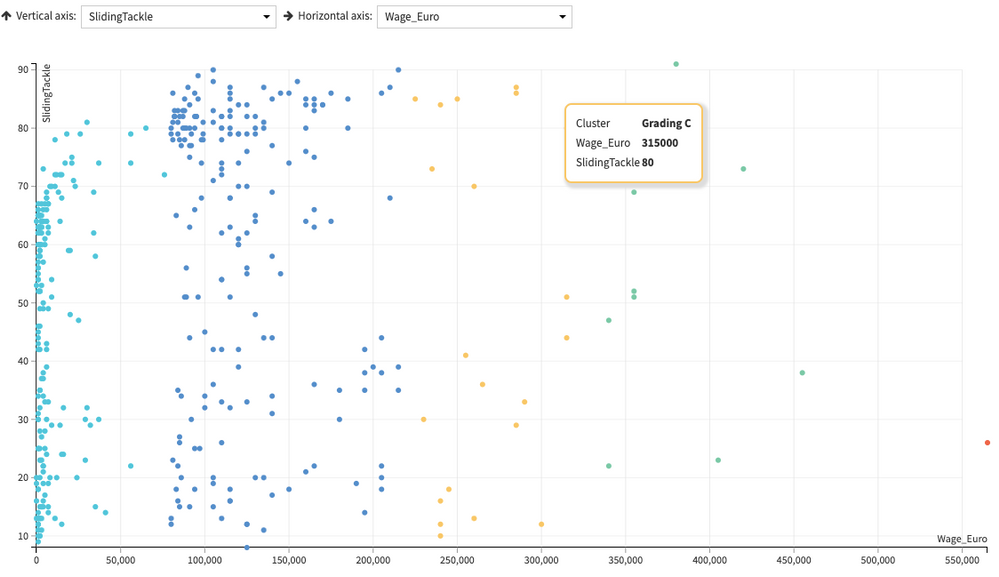 Vertical axis: SlidingTackle Horizontal axis: Wage_Euro
SlidingTackle
90
80
70
60
50
40
30
20
10
Cluster Grading C
Wage_Euro 315000
SlidingTackle 80
Wage_Euro
0 50,000 100,000 150,000 200,000 250,000 300,000 350,000 400,000 450,000 500,000 550,000